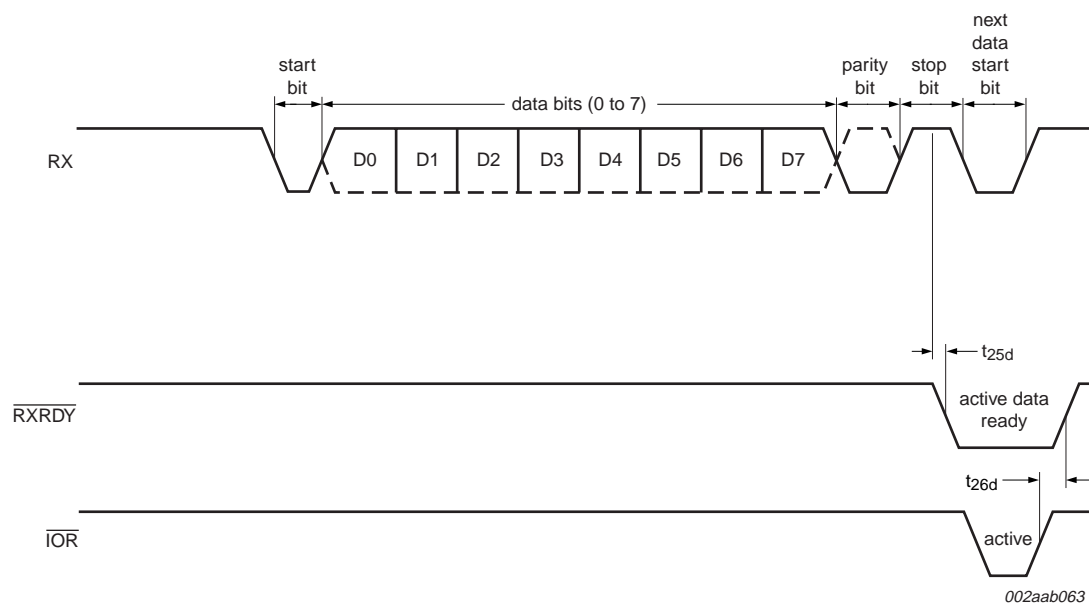 start
bit
data bits (0 to 7)
parity
bit
stop
bit
next
data
start
bit
RX
D0 D1 D2 D3 D4 D5 D6 D7
t25d
RXRDY
active data
ready
t26d
IOR
active
002aab063